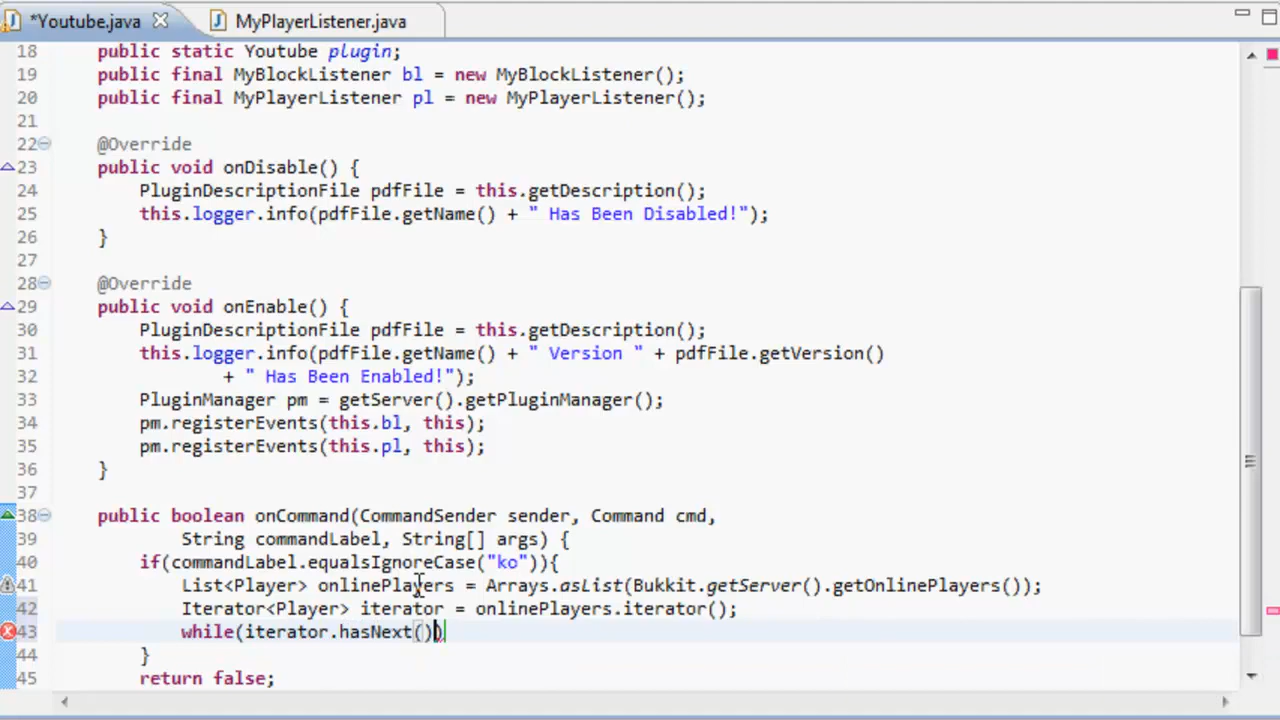 *Youtube.java MyPlayerListener.java
18 public static Youtube plugin;
19 public final MyBlockListener bl = new MyBlockListener();
20 public final MyPlayerListener pl = new MyPlayerListener();
21
22 @Override
23 public void onDisable() {
24 PluginDescriptionFile pdfFile = this.getDescription();
25 this.logger.info(pdfFile.getName() + " Has Been Disabled!");
26 }
27
28 @Override
29 public void onEnable() {
30 PluginDescriptionFile pdfFile = this.getDescription();
31 this.logger.info(pdfFile.getName() + " Version " + pdfFile.getVersion()
32 + " Has Been Enabled!");
33 PluginManager pm = getServer().getPluginManager();
34 pm.registerEvents(this.bl, this);
35 pm.registerEvents(this.pl, this);
36 }
37
38 public boolean onCommand(CommandSender sender, Command cmd,
39 String commandLabel, String[] args) {
40 if(commandLabel.equalsIgnoreCase("ko")){
41 List<Player> onlinePlayers = Arrays.asList(Bukkit.getServer().getOnlinePlayers());
42 Iterator<Player> iterator = onlinePlayers.iterator();
43 while(iterator.hasNext())
44 }
45 return false;